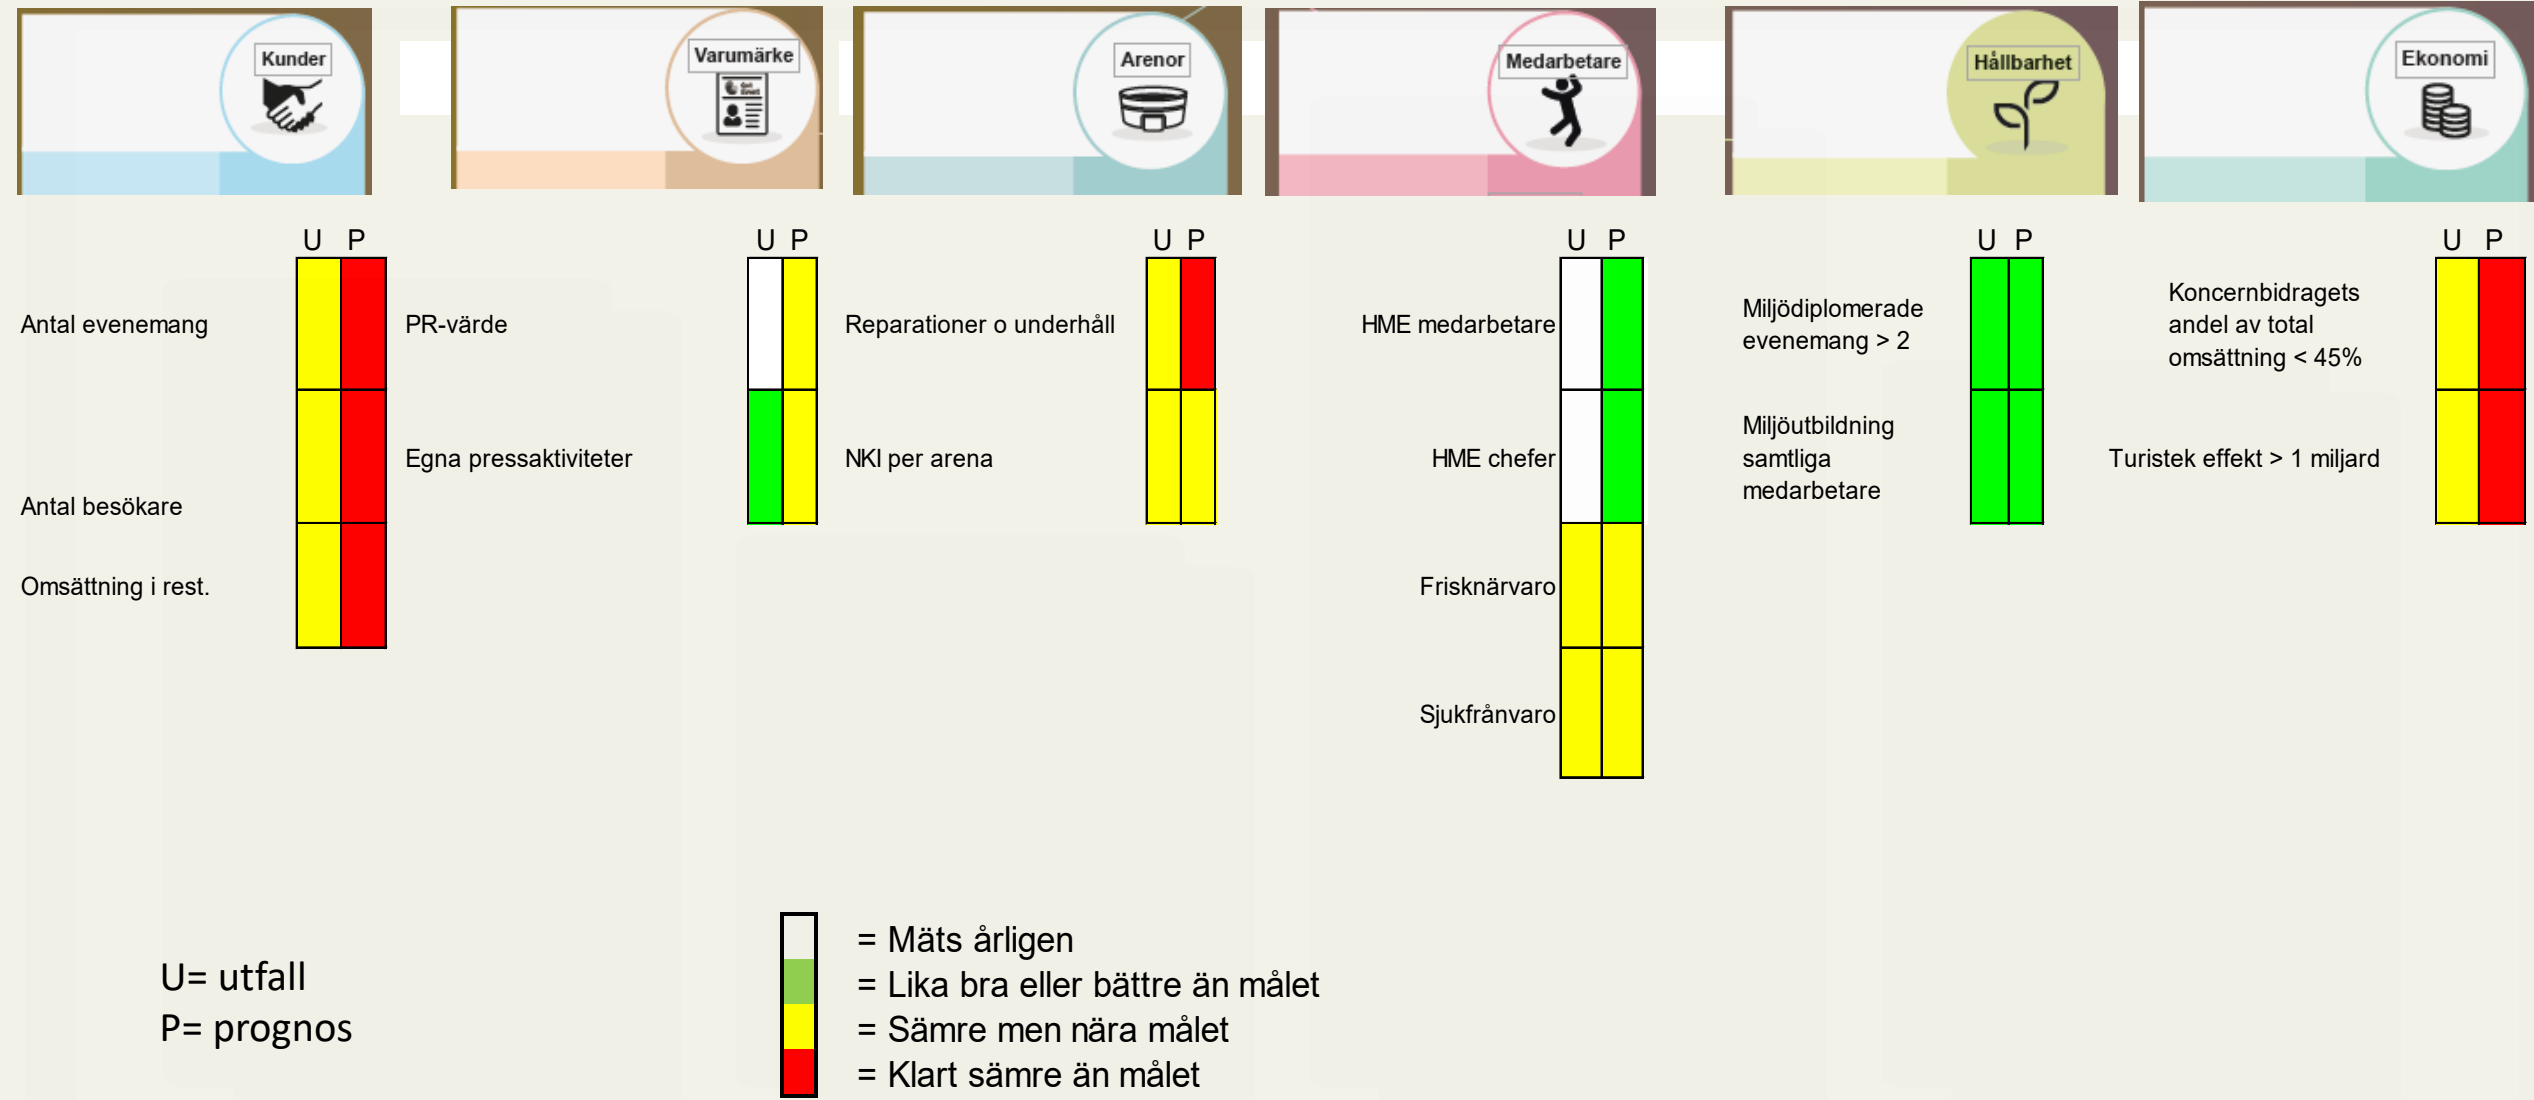 Kunder
Varumärke
Got
Event
Arenor
Medarbetare
Hållbarhet
Ekonomi
U P
U P
U P
U P
U P
U P
Antal evenemang
Antal besökare
Omsättning i rest.
PR-värde
Egna pressaktiviteter
Reparationer o underhåll
NKI per arena
HME medarbetare
HME chefer
Frisknärvaro
Sjukfrånvaro
Miljödiplomerade
evenemang > 2
Miljöutbildning
samtliga
medarbetare
Koncernbidragets
andel av total
omsättning < 45%
Turistek effekt > 1 miljard
U= utfall
P= prognos
= Mäts årligen
= Lika bra eller bättre än målet
= Sämre men nära målet
= Klart sämre än målet